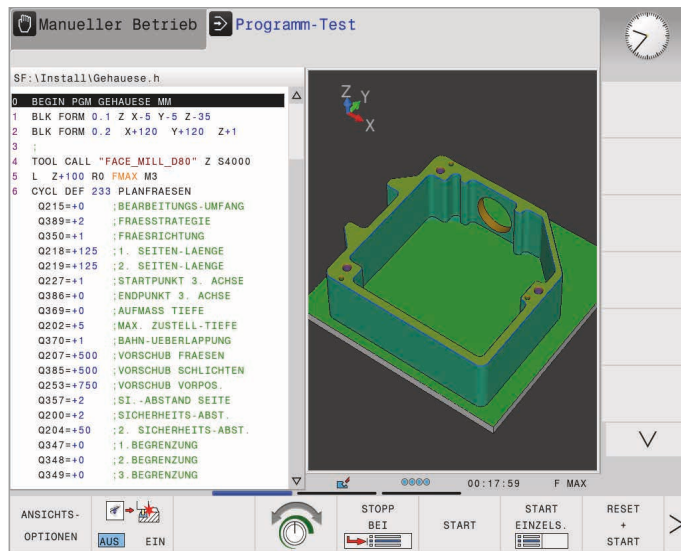 Manueller Betrieb
Programm-Test
SF:\Install\Gehauese.h
0 BEGIN PGM GEHAUESE MM
1 BLK FORM 0.1 Z X-5 Y-5 Z-35
2 BLK FORM 0.2 X+120 Y+120 Z+1
3 ;
4 TOOL CALL "FACE_MILL_D80" Z S4000
5 L Z+100 R0 FMAX M3
6 CYCL DEF 233 PLANFRAESEN
Q215=+0 ;BEARBEITUNGS-UMFANG
Q389=+2 ;FRAESSTRATEGIE
Q350=+1 ;FRAESRICHTUNG
Q218=+125 ;1. SEITEN-LAENGE
Q219=+125 ;2. SEITEN-LAENGE
Q227=+1 ;STARTPUNKT 3. ACHSE
Q386=+0 ;ENDPUNKT 3. ACHSE
Q369=+0 ;AUFMASS TIEFE
Q202=+5 ;MAX. ZUSTELL-TIEFE
Q370=+1 ;BAHN-UEBERLAPPUNG
Q207=+500 ;VORSCHUB FRAESEN
Q385=+500 ;VORSCHUB SCHLICHTEN
Q253=+750 ;VORSCHUB VORPOS.
Q357=+2 ;SI.-ABSTAND SEITE
Q200=+2 ;SICHERHEITS-ABST.
Q204=+50 ;2. SICHERHEITS-ABST.
Q347=+0 ;1.BEGRENZUNG
Q348=+0 ;2.BEGRENZUNG
Q349=+0 ;3.BEGRENZUNG
Z
Y
X
00:17:59 F MAX
ANSICHTS-
OPTIONEN
AUS EIN
STOPP
BEI
START
START
EINZELS.
RESET
+
START